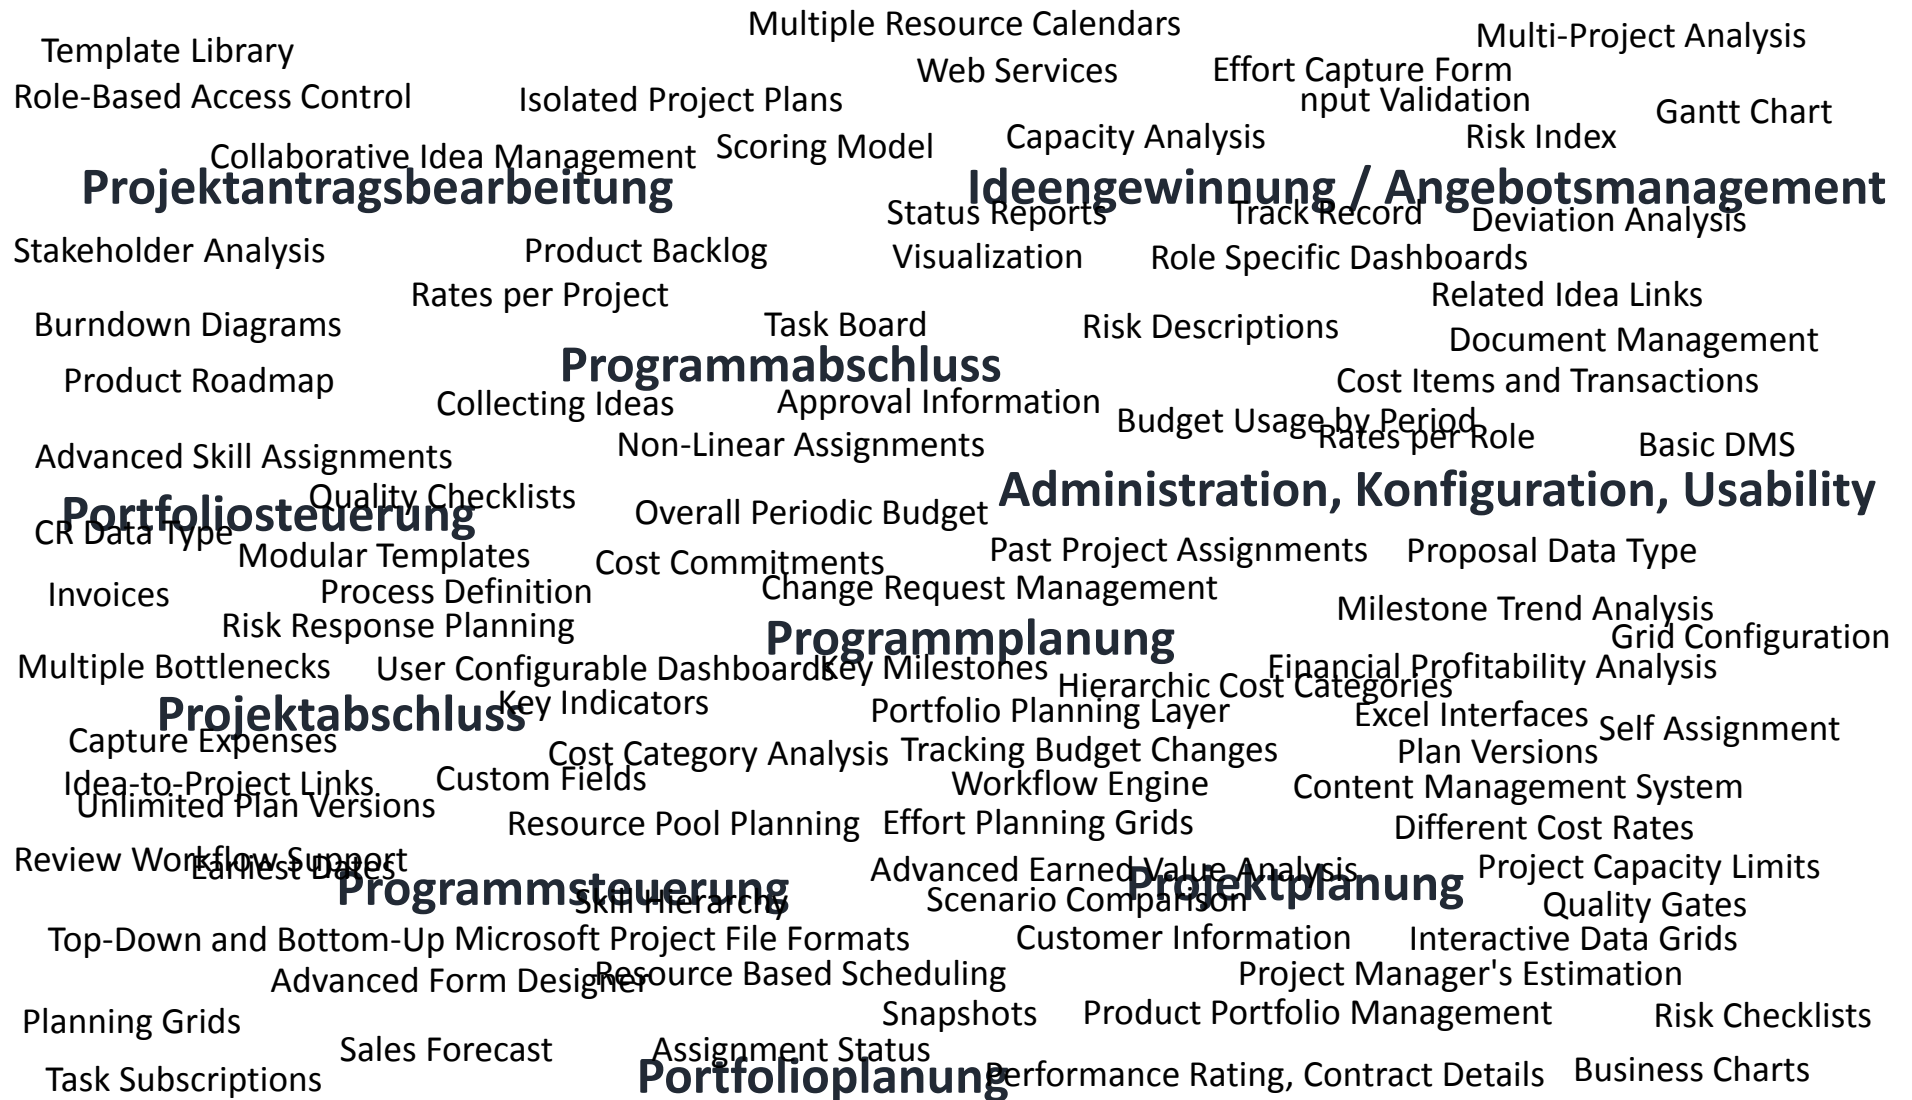 Multiple Resource Calendars
Template Library
Multi-Project Analysis
Web Services
Effort Capture Form
Role-Based Access Control
Isolated Project Plans
nput Validation
Gantt Chart
Collaborative Idea Management
Scoring Model
Capacity Analysis
Risk Index
Projektantragsbearbeitung
Ideengewinnung / Angebotsmanagement
Status Reports
Track Record
Deviation Analysis
Stakeholder Analysis
Product Backlog
Visualization
Role Specific Dashboards
Rates per Project
Related Idea Links
Burndown Diagrams
Task Board
Risk Descriptions
Document Management
Programmabschluss
Product Roadmap
Cost Items and Transactions
Collecting Ideas
Approval Information
Budget Usage by Period
Rates per Role
Non-Linear Assignments
Basic DMS
Advanced Skill Assignments
Administration, Konfiguration, Usability
Quality Checklists
Portfoliosteuerung
Overall Periodic Budget
CR Data Type
Modular Templates
Cost Commitments
Past Project Assignments
Proposal Data Type
Invoices
Process Definition
Change Request Management
Milestone Trend Analysis
Risk Response Planning
Programmplanung
Grid Configuration
Multiple Bottlenecks
User Configurable Dashboards
Key Milestones
Financial Profitability Analysis
Hierarchic Cost Categories
Key Indicators
Projektabschluss
Portfolio Planning Layer
Excel Interfaces
Self Assignment
Capture Expenses
Cost Category Analysis
Tracking Budget Changes
Plan Versions
Idea-to-Project Links
Custom Fields
Workflow Engine
Content Management System
Unlimited Plan Versions
Resource Pool Planning
Effort Planning Grids
Different Cost Rates
Review Workflow Support
Earliest Dates
Advanced Earned Value Analysis
Project Capacity Limits
Programmsteuerung
Projektplanung
Skill Hierarchy
Scenario Comparison
Quality Gates
Top-Down and Bottom-Up
Microsoft Project File Formats
Customer Information
Interactive Data Grids
Advanced Form Designer
Resource Based Scheduling
Project Manager's Estimation
Planning Grids
Snapshots
Product Portfolio Management
Risk Checklists
Sales Forecast
Assignment Status
Task Subscriptions
Portfolioplanung
Performance Rating, Contract Details
Business Charts